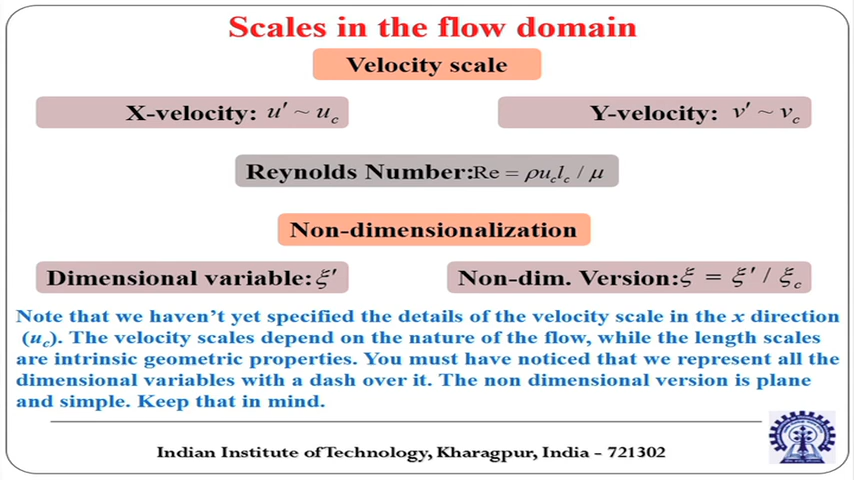 Scales in the flow domain
Velocity scale
X-velocity: u′ ~ u_c
Y-velocity: v′ ~ v_c
Reynolds Number:Re = ρu_c l_c / μ
Non-dimensionalization
Dimensional variable: ξ′
Non-dim. Version: ξ = ξ′ / ξ_c
Note that we haven't yet specified the details of the velocity scale in the x direction
(u_c). The velocity scales depend on the nature of the flow, while the length scales
are intrinsic geometric properties. You must have noticed that we represent all the
dimensional variables with a dash over it. The non dimensional version is plane
and simple. Keep that in mind.
Indian Institute of Technology, Kharagpur, India - 721302